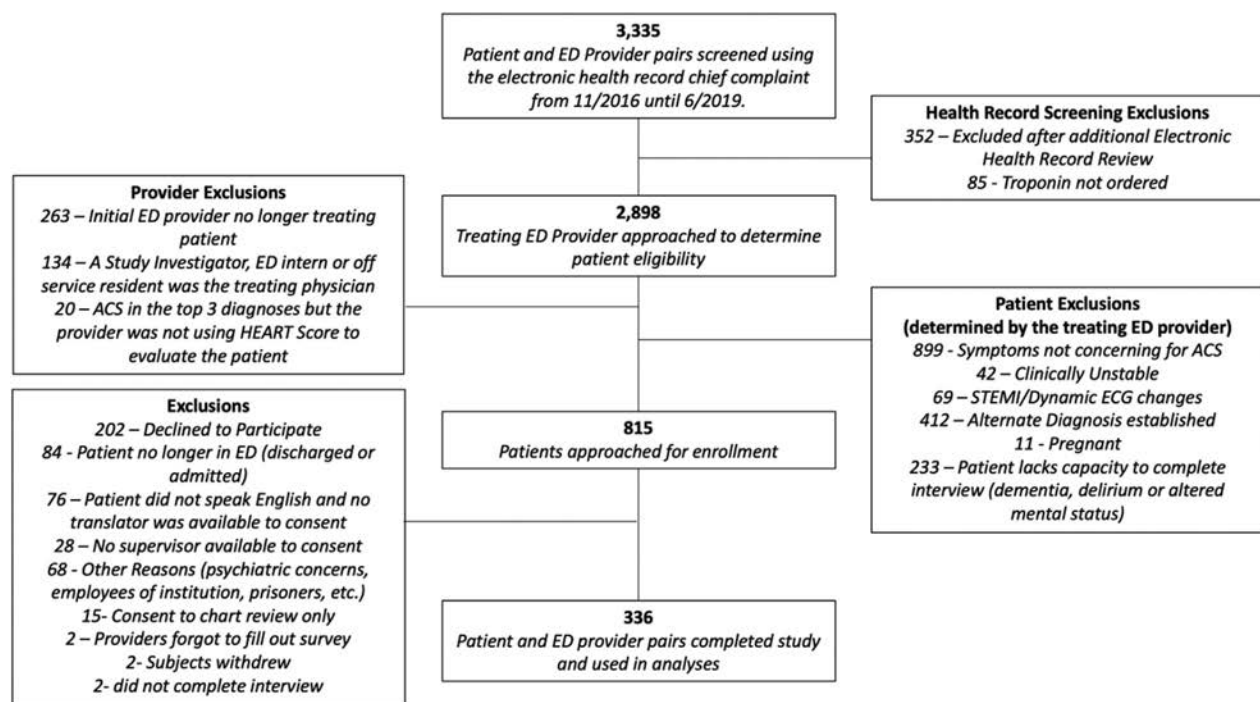 3,335
Patient and ED Provider pairs screened using
the electronic health record chief complaint
from 11/2016 until 6/2019.
Health Record Screening Exclusions
352 – Excluded after additional Electronic
Health Record Review
85 - Troponin not ordered
Provider Exclusions
263 – Initial ED provider no longer treating
patient
134 – A Study Investigator, ED intern or off
service resident was the treating physician
20 – ACS in the top 3 diagnoses but the
provider was not using HEART Score to
evaluate the patient
2,898
Treating ED Provider approached to determine
patient eligibility
Patient Exclusions
(determined by the treating ED provider)
899 - Symptoms not concerning for ACS
42 – Clinically Unstable
69 – STEMI/Dynamic ECG changes
412 – Alternate Diagnosis established
11 - Pregnant
233 – Patient lacks capacity to complete
interview (dementia, delirium or altered
mental status)
815
Patients approached for enrollment
Exclusions
202 – Declined to Participate
84 - Patient no longer in ED (discharged or
admitted)
76 – Patient did not speak English and no
translator was available to consent
28 – No supervisor available to consent
68 – Other Reasons (psychiatric concerns,
employees of institution, prisoners, etc.)
15- Consent to chart review only
2 – Providers forgot to fill out survey
2- Subjects withdrew
2- did not complete interview
336
Patient and ED provider pairs completed study
and used in analyses